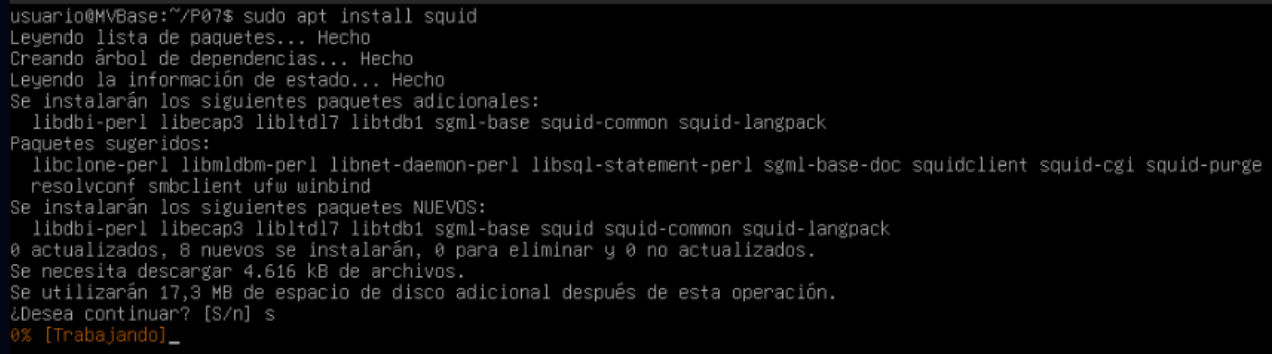 usuario@MVBase:~/P07$ sudo apt install squid
Leyendo lista de paquetes... Hecho
Creando árbol de dependencias... Hecho
Leyendo la información de estado... Hecho
Se instalarán los siguientes paquetes adicionales:
  libdbi-perl libecap3 libltdl7 libtdb1 sgml-base squid-common squid-langpack
Paquetes sugeridos:
  libclone-perl libmldbm-perl libnet-daemon-perl libsql-statement-perl sgml-base-doc squidclient squid-cgi squid-purge
  resolvconf smbclient ufw winbind
Se instalarán los siguientes paquetes NUEVOS:
  libdbi-perl libecap3 libltdl7 libtdb1 sgml-base squid squid-common squid-langpack
0 actualizados, 8 nuevos se instalarán, 0 para eliminar y 0 no actualizados.
Se necesita descargar 4.616 kB de archivos.
Se utilizarán 17,3 MB de espacio de disco adicional después de esta operación.
¿Desea continuar? [S/n] s
0% [Trabajando]_